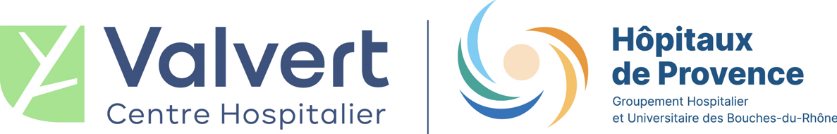 Valvert
Centre Hospitalier
Hôpitaux
de Provence
Groupement Hospitalier
et Universitaire des Bouches-du-Rhône